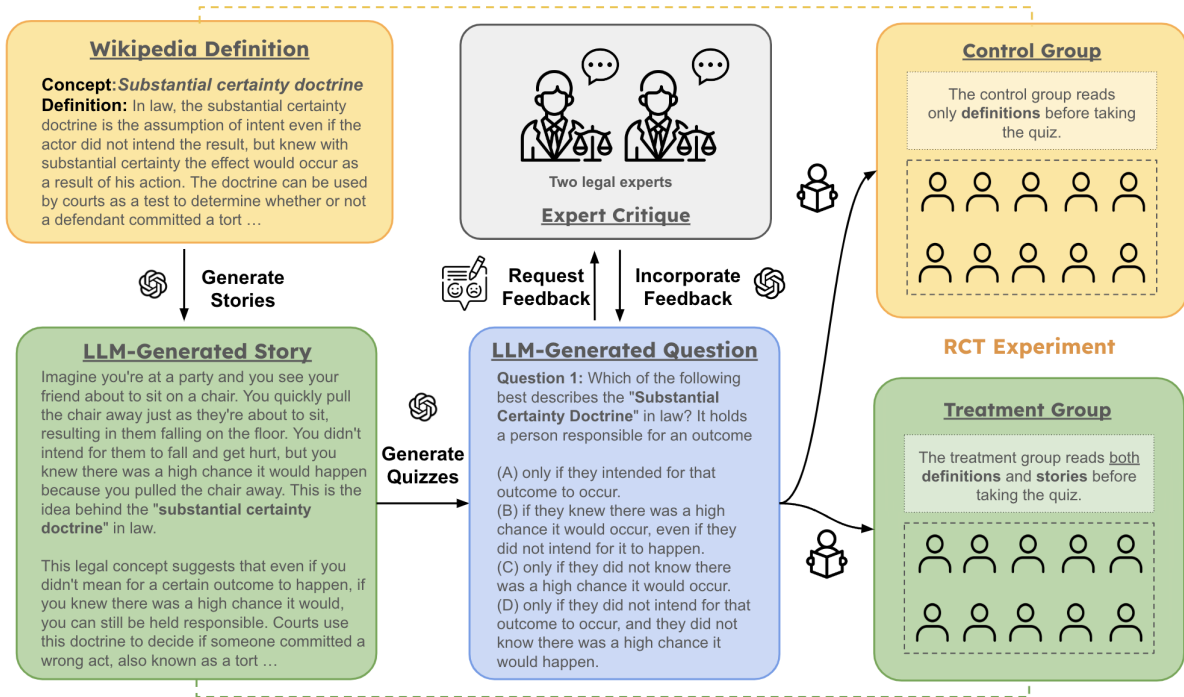 Wikipedia Definition
Concept:Substantial certainty doctrine
Definition: In law, the substantial certainty
doctrine is the assumption of intent even if the
actor did not intend the result, but knew with
substantial certainty the effect would occur as
a result of his action. The doctrine can be used
by courts as a test to determine whether or not
a defendant committed a tort …
Generate
Stories
LLM-Generated Story
Imagine you're at a party and you see your
friend about to sit on a chair. You quickly pull
the chair away just as they're about to sit,
resulting in them falling on the floor. You didn't
intend for them to fall and get hurt, but you
knew there was a high chance it would happen
because you pulled the chair away. This is the
idea behind the "substantial certainty
doctrine" in law.
This legal concept suggests that even if you
didn't mean for a certain outcome to happen, if
you knew there was a high chance it would,
you can still be held responsible. Courts use
this doctrine to decide if someone committed a
wrong act, also known as a tort …
Generate
Quizzes
Two legal experts
Expert Critique
Request
Feedback
Incorporate
Feedback
LLM-Generated Question
Question 1: Which of the following
best describes the "Substantial
Certainty Doctrine" in law? It holds
a person responsible for an outcome
(A) only if they intended for that
outcome to occur.
(B) if they knew there was a high
chance it would occur, even if they
did not intend for it to happen.
(C) only if they did not know there
was a high chance it would occur.
(D) only if they did not intend for that
outcome to occur, and they did not
know there was a high chance it
would happen.
Control Group
The control group reads
only definitions before taking
the quiz.
RCT Experiment
Treatment Group
The treatment group reads both
definitions and stories before
taking the quiz.